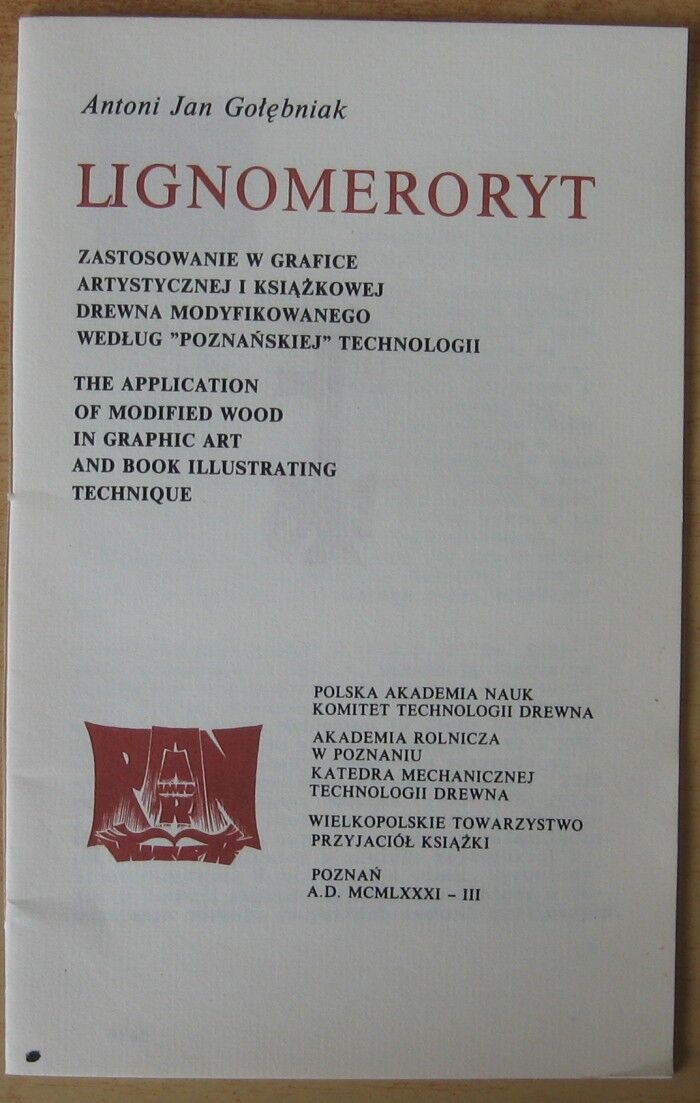 Antoni Jan Gołębniak
LIGNOMERORYT
ZASTOSOWANIE W GRAFICE
ARTYSTYCZNEJ I KSIĄŻKOWEJ
DREWNA MODYFIKOWANEGO
WEDŁUG ”POZNAŃSKIEJ” TECHNOLOGII
THE APPLICATION
OF MODIFIED WOOD
IN GRAPHIC ART
AND BOOK ILLUSTRATING
TECHNIQUE
POLSKA AKADEMIA NAUK
KOMITET TECHNOLOGII DREWNA
AKADEMIA ROLNICZA
W POZNANIU
KATEDRA MECHANICZNEJ
TECHNOLOGII DREWNA
WIELKOPOLSKIE TOWARZYSTWO
PRZYJACIÓŁ KSIĄŻKI
POZNAŃ
A.D. MCMLXXXI – III
PAN